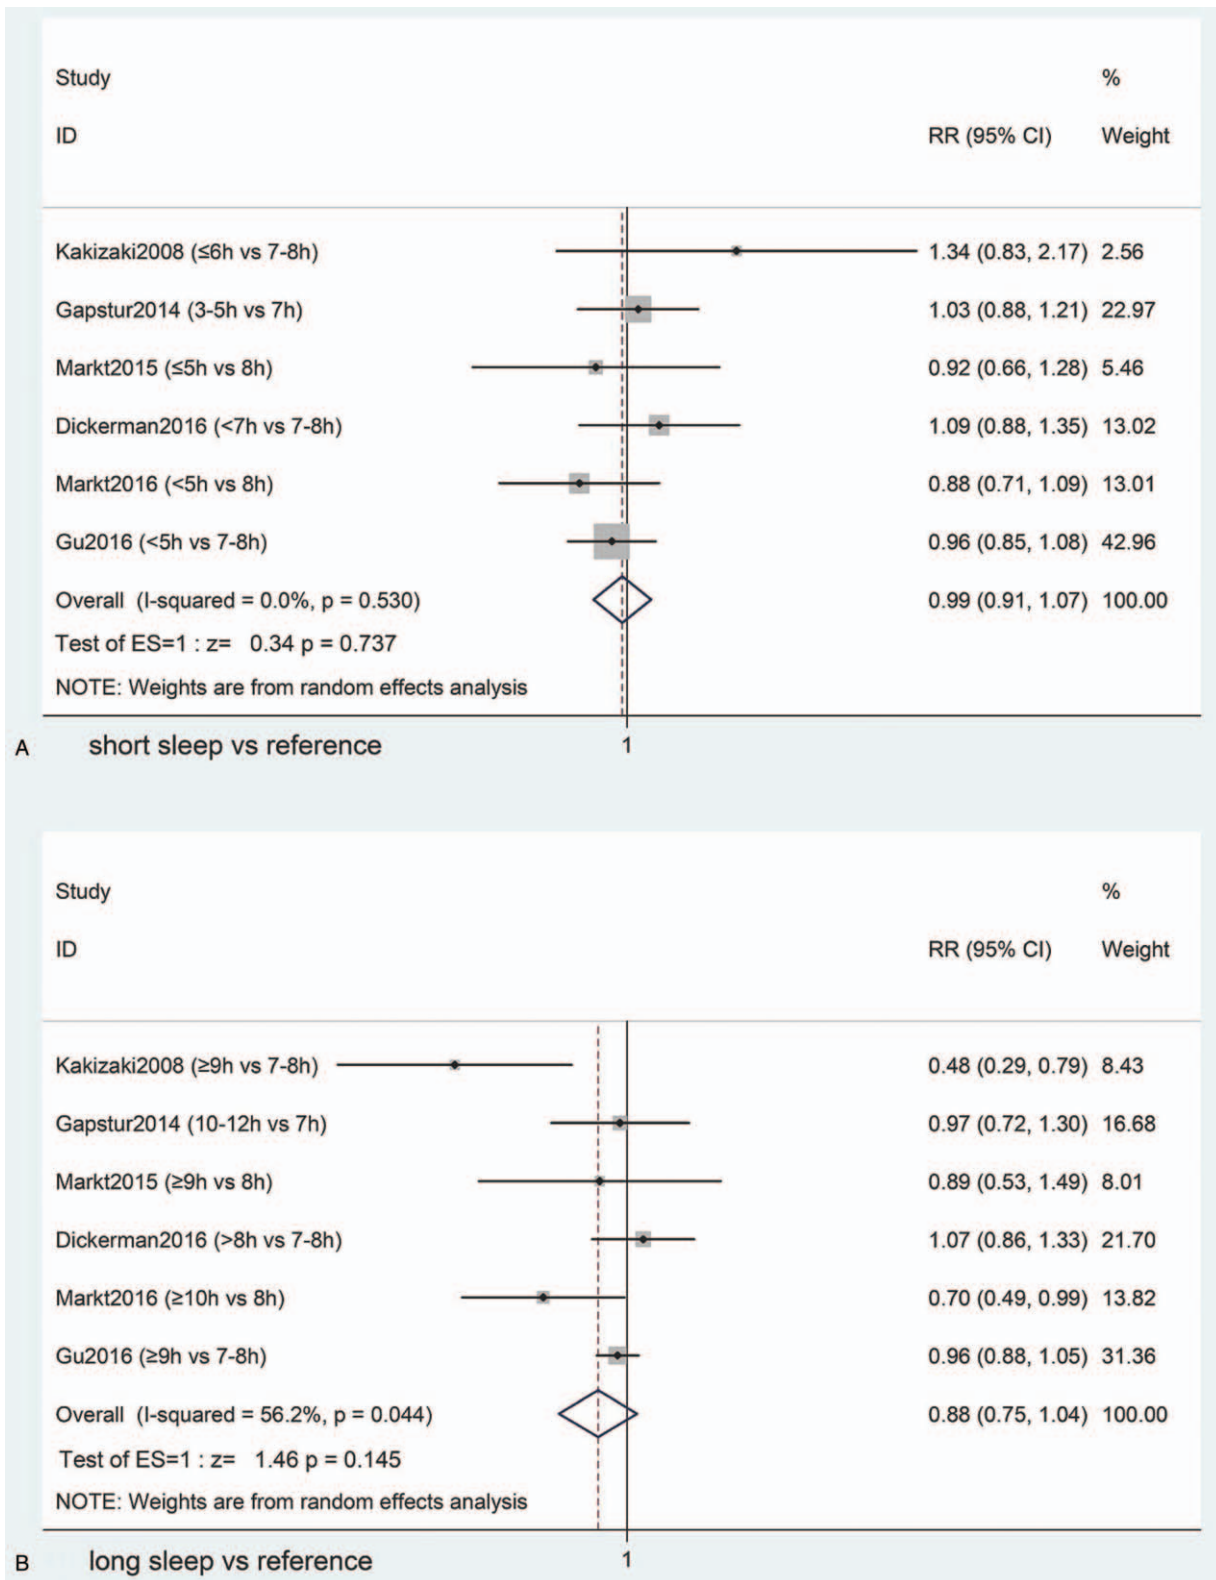 Study %
ID RR (95% CI) Weight
Kakizaki2008 (≤6h vs 7-8h) 1.34 (0.83, 2.17) 2.56
Gapstur2014 (3-5h vs 7h) 1.03 (0.88, 1.21) 22.97
Markt2015 (≤5h vs 8h) 0.92 (0.66, 1.28) 5.46
Dickerman2016 (<7h vs 7-8h) 1.09 (0.88, 1.35) 13.02
Markt2016 (<5h vs 8h) 0.88 (0.71, 1.09) 13.01
Gu2016 (<5h vs 7-8h) 0.96 (0.85, 1.08) 42.96
Overall (I-squared = 0.0%, p = 0.530) 0.99 (0.91, 1.07) 100.00
Test of ES=1 : z= 0.34 p = 0.737
NOTE: Weights are from random effects analysis
A short sleep vs reference 1
Study %
ID RR (95% CI) Weight
Kakizaki2008 (≥9h vs 7-8h) 0.48 (0.29, 0.79) 8.43
Gapstur2014 (10-12h vs 7h) 0.97 (0.72, 1.30) 16.68
Markt2015 (≥9h vs 8h) 0.89 (0.53, 1.49) 8.01
Dickerman2016 (>8h vs 7-8h) 1.07 (0.86, 1.33) 21.70
Markt2016 (≥10h vs 8h) 0.70 (0.49, 0.99) 13.82
Gu2016 (≥9h vs 7-8h) 0.96 (0.88, 1.05) 31.36
Overall (I-squared = 56.2%, p = 0.044) 0.88 (0.75, 1.04) 100.00
Test of ES=1 : z= 1.46 p = 0.145
NOTE: Weights are from random effects analysis
B long sleep vs reference 1